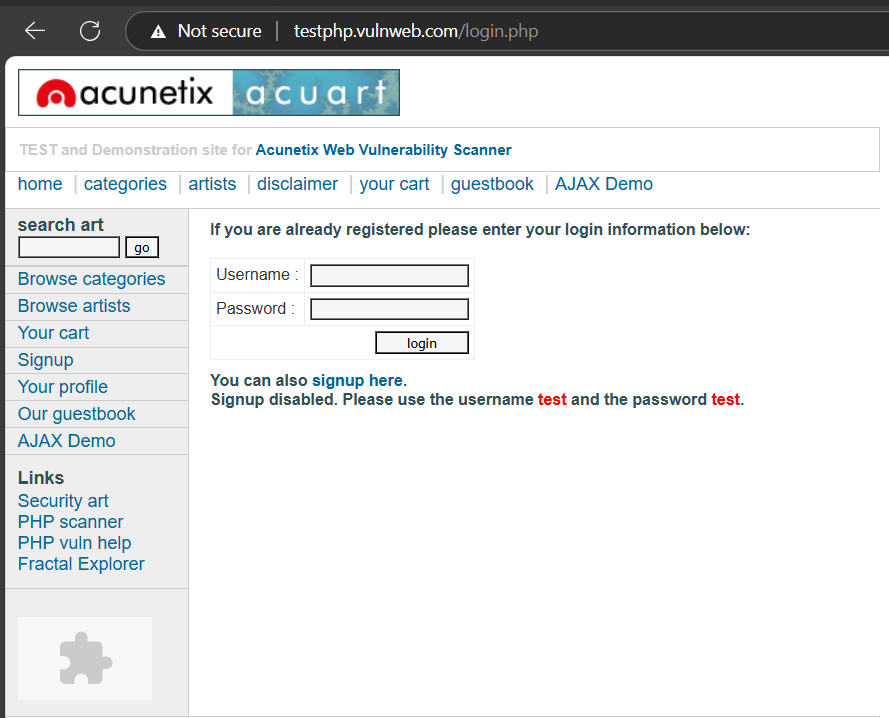 Not secure | testphp.vulnweb.com/login.php
acunetix acuart
TEST and Demonstration site for Acunetix Web Vulnerability Scanner
home | categories | artists | disclaimer | your cart | guestbook | AJAX Demo
search art
go
Browse categories
Browse artists
Your cart
Signup
Your profile
Our guestbook
AJAX Demo
Links
Security art
PHP scanner
PHP vuln help
Fractal Explorer
If you are already registered please enter your login information below:
Username :
Password :
login
You can also signup here.
Signup disabled. Please use the username test and the password test.